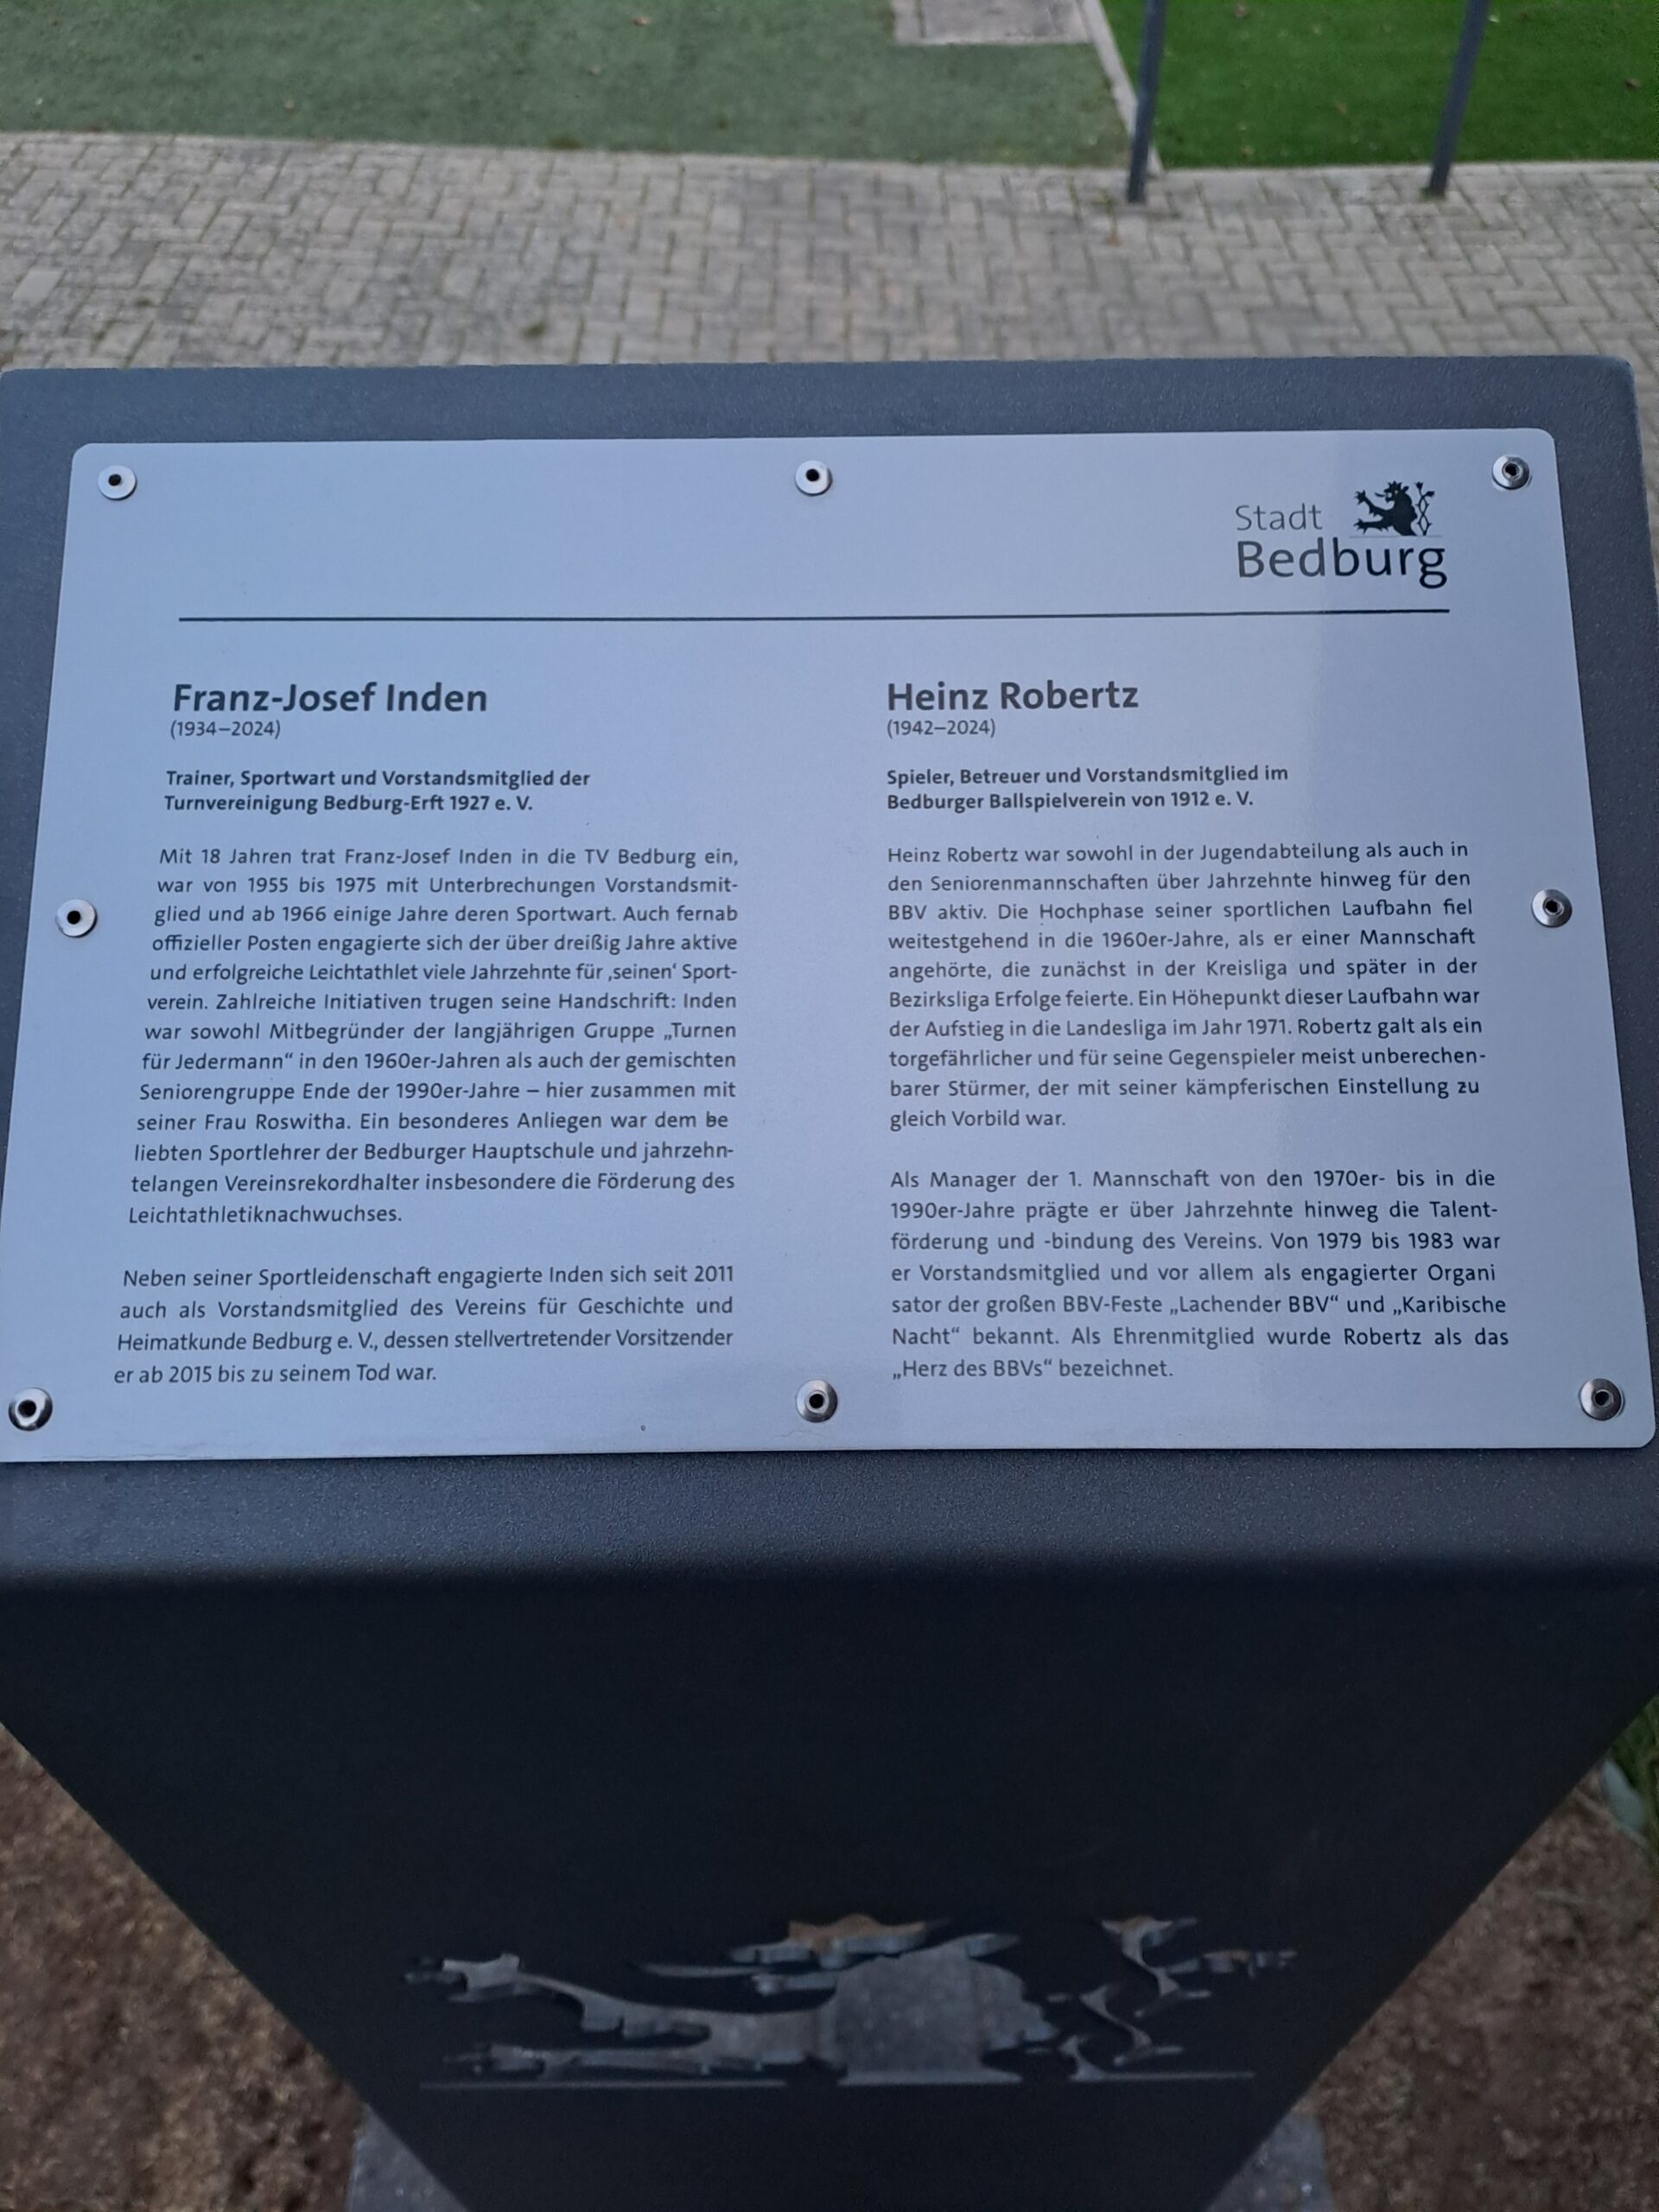 Stadt
Bedburg
Franz-Josef Inden
(1934–2024)
Trainer, Sportwart und Vorstandsmitglied der
Turnvereinigung Bedburg-Erft 1927 e. V.
Mit 18 Jahren trat Franz-Josef Inden in die TV Bedburg ein,
war von 1955 bis 1975 mit Unterbrechungen Vorstandsmit-
glied und ab 1966 einige Jahre deren Sportwart. Auch fernab
offizieller Posten engagierte sich der über dreißig Jahre aktive
und erfolgreiche Leichtathlet viele Jahrzehnte für ‚seinen‘ Sport-
verein. Zahlreiche Initiativen trugen seine Handschrift: Inden
war sowohl Mitbegründer der langjährigen Gruppe „Turnen
für Jedermann“ in den 1960er-Jahren als auch der gemischten
Seniorengruppe Ende der 1990er-Jahre – hier zusammen mit
seiner Frau Roswitha. Ein besonderes Anliegen war dem be
liebten Sportlehrer der Bedburger Hauptschule und jahrzehn-
telangen Vereinsrekordhalter insbesondere die Förderung des
Leichtathletiknachwuchses.
Neben seiner Sportleidenschaft engagierte Inden sich seit 2011
auch als Vorstandsmitglied des Vereins für Geschichte und
Heimatkunde Bedburg e. V., dessen stellvertretender Vorsitzender
er ab 2015 bis zu seinem Tod war.
Heinz Robertz
(1942–2024)
Spieler, Betreuer und Vorstandsmitglied im
Bedburger Ballspielverein von 1912 e. V.
Heinz Robertz war sowohl in der Jugendabteilung als auch in
den Seniorenmannschaften über Jahrzehnte hinweg für den
BBV aktiv. Die Hochphase seiner sportlichen Laufbahn fiel
weitestgehend in die 1960er-Jahre, als er einer Mannschaft
angehörte, die zunächst in der Kreisliga und später in der
Bezirksliga Erfolge feierte. Ein Höhepunkt dieser Laufbahn war
der Aufstieg in die Landesliga im Jahr 1971. Robertz galt als ein
torgefährlicher und für seine Gegenspieler meist unberechen-
barer Stürmer, der mit seiner kämpferischen Einstellung zu
gleich Vorbild war.
Als Manager der 1. Mannschaft von den 1970er- bis in die
1990er-Jahre prägte er über Jahrzehnte hinweg die Talent-
förderung und -bindung des Vereins. Von 1979 bis 1983 war
er Vorstandsmitglied und vor allem als engagierter Organi
sator der großen BBV-Feste „Lachender BBV“ und „Karibische
Nacht“ bekannt. Als Ehrenmitglied wurde Robertz als das
„Herz des BBVs“ bezeichnet.